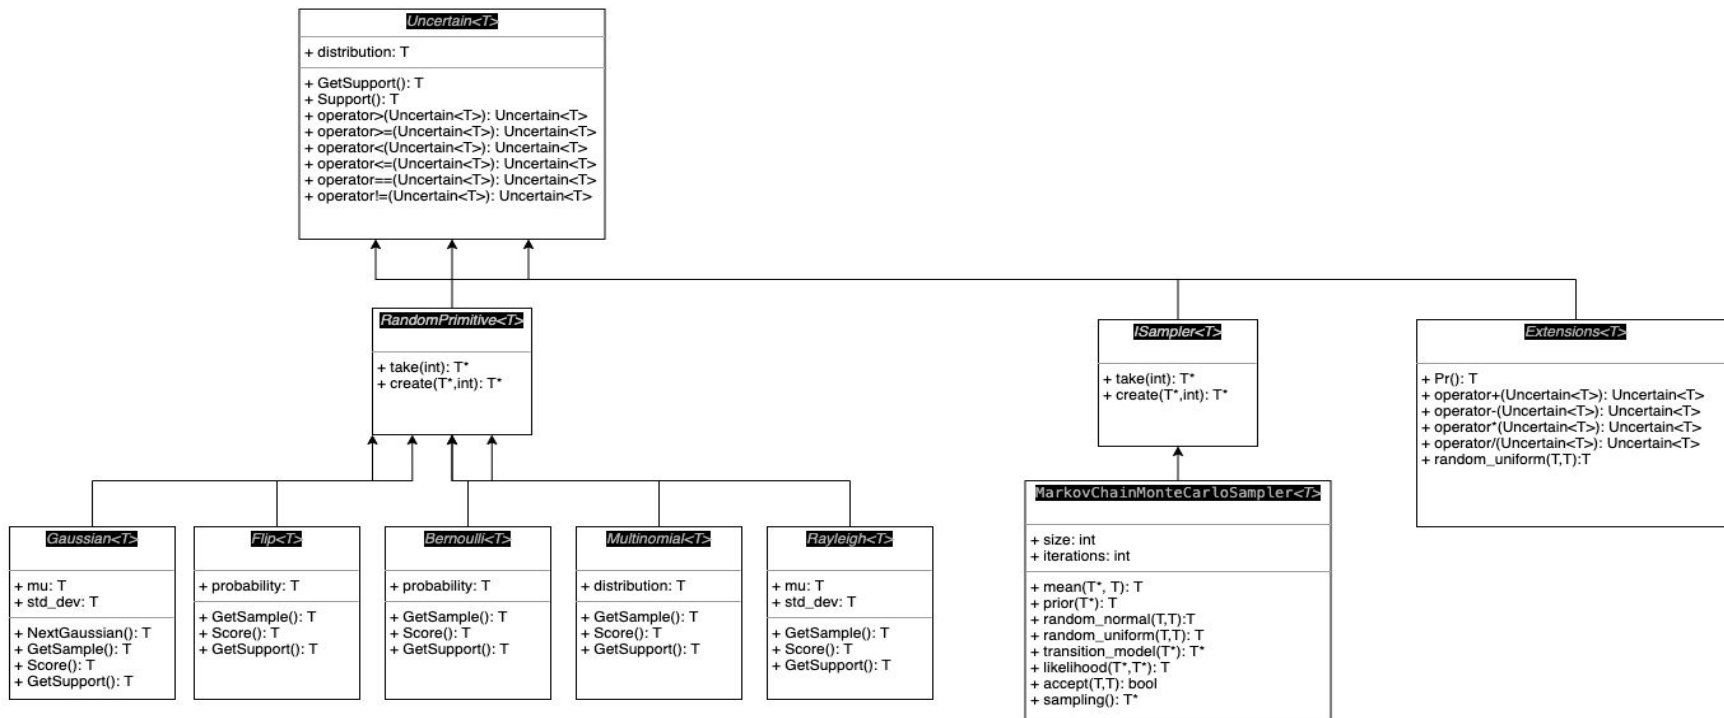 Uncertain<T>
+ distribution: T
+ GetSupport(): T
+ Support(): T
+ operator>(Uncertain<T>): Uncertain<T>
+ operator>=(Uncertain<T>): Uncertain<T>
+ operator<(Uncertain<T>): Uncertain<T>
+ operator<=(Uncertain<T>): Uncertain<T>
+ operator==(Uncertain<T>): Uncertain<T>
+ operator!=(Uncertain<T>): Uncertain<T>
RandomPrimitive<T>
+ take(int): T*
+ create(T*,int): T*
ISampler<T>
+ take(int): T*
+ create(T*,int): T*
Extensions<T>
+ Pr(): T
+ operator+(Uncertain<T>): Uncertain<T>
+ operator-(Uncertain<T>): Uncertain<T>
+ operator*(Uncertain<T>): Uncertain<T>
+ operator/(Uncertain<T>): Uncertain<T>
+ random_uniform(T,T):T
Gaussian<T>
+ mu: T
+ std_dev: T
+ NextGaussian(): T
+ GetSample(): T
+ Score(): T
+ GetSupport(): T
Flip<T>
+ probability: T
+ GetSample(): T
+ Score(): T
+ GetSupport(): T
Bernoulli<T>
+ probability: T
+ GetSample(): T
+ Score(): T
+ GetSupport(): T
Multinomial<T>
+ distribution: T
+ GetSample(): T
+ Score(): T
+ GetSupport(): T
Rayleigh<T>
+ mu: T
+ std_dev: T
+ GetSample(): T
+ Score(): T
+ GetSupport(): T
MarkovChainMonteCarloSampler<T>
+ size: int
+ iterations: int
+ mean(T*, T): T
+ prior(T*): T
+ random_normal(T,T):T
+ random_uniform(T,T): T
+ transition_model(T*): T*
+ likelihood(T*,T*): T
+ accept(T,T): bool
+ sampling(): T*